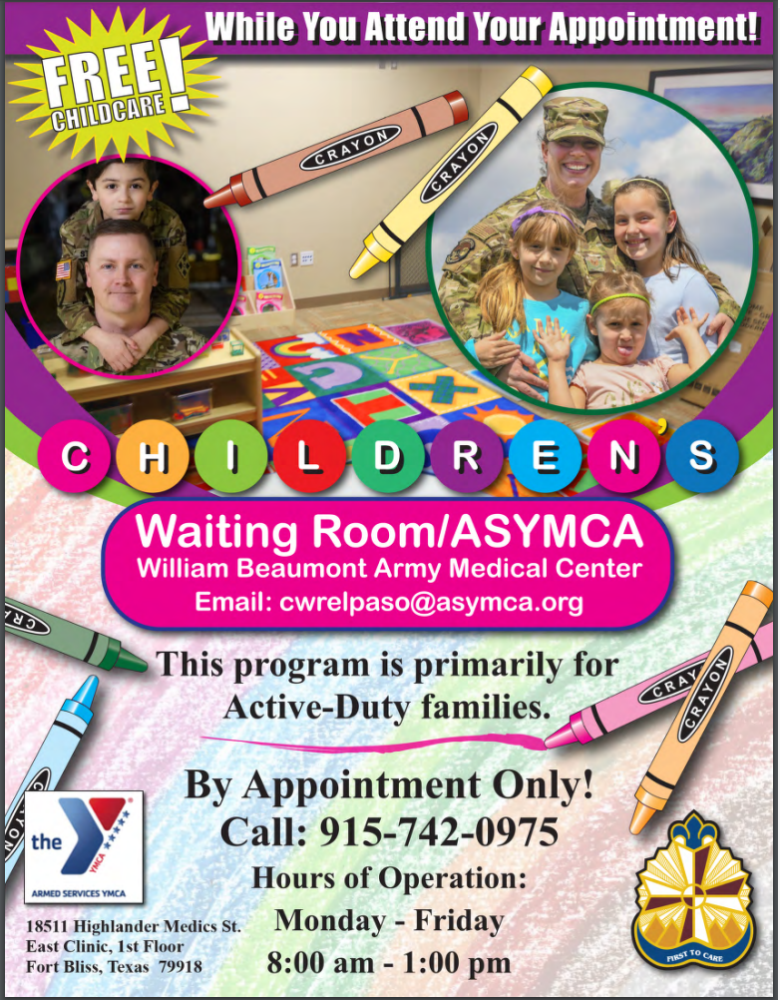 While You Attend Your Appointment!
FREE!
CHILDCARE
CRAYON
CRAYON
CHILDREN'S
Waiting Room/ASYMCA
William Beaumont Army Medical Center
Email: cwrelpaso@asymca.org
CRA
This program is primarily for
Active-Duty families.
CRAY
CRAYON
By Appointment Only!
Call: 915-742-0975
Hours of Operation:
Monday - Friday
8:00 am - 1:00 pm
CRAYON
the
YMCA
ARMED SERVICES YMCA
18511 Highlander Medics St.
East Clinic, 1st Floor
Fort Bliss, Texas 79918
FIRST TO CARE